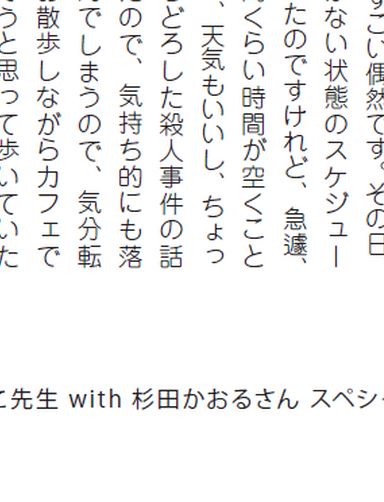 すごい偶然です。その日
ない状態のスケジュー
たのですけれど、急遽、
くらい時間が空くこと
、天気もいいし、ちょっ
どろした殺人事件の話
ので、気持ち的にも落
でしまうので、気分転
お散歩しながらカフェで
うと思って歩いていた
こ先生 with 杉田かおるさん スペシ